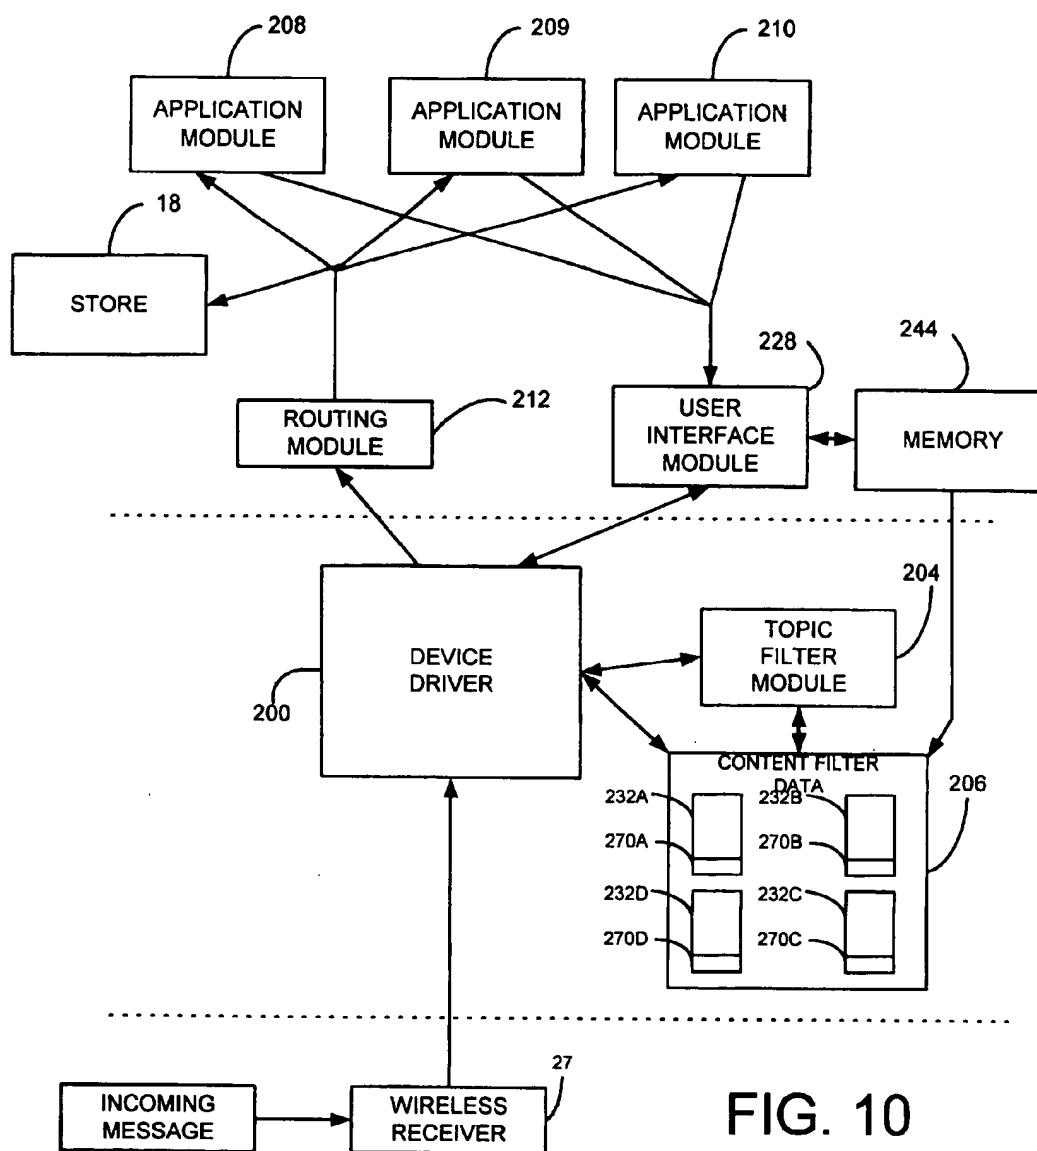 208
209
210
APPLICATION
MODULE
APPLICATION
MODULE
APPLICATION
MODULE
18
STORE
228
244
ROUTING
MODULE
212
USER
INTERFACE
MODULE
MEMORY
204
TOPIC
FILTER
MODULE
DEVICE
DRIVER
200
CONTENT FILTER
DATA
206
232A
232B
270A
270B
232D
232C
270D
270C
27
INCOMING
MESSAGE
WIRELESS
RECEIVER
FIG. 10